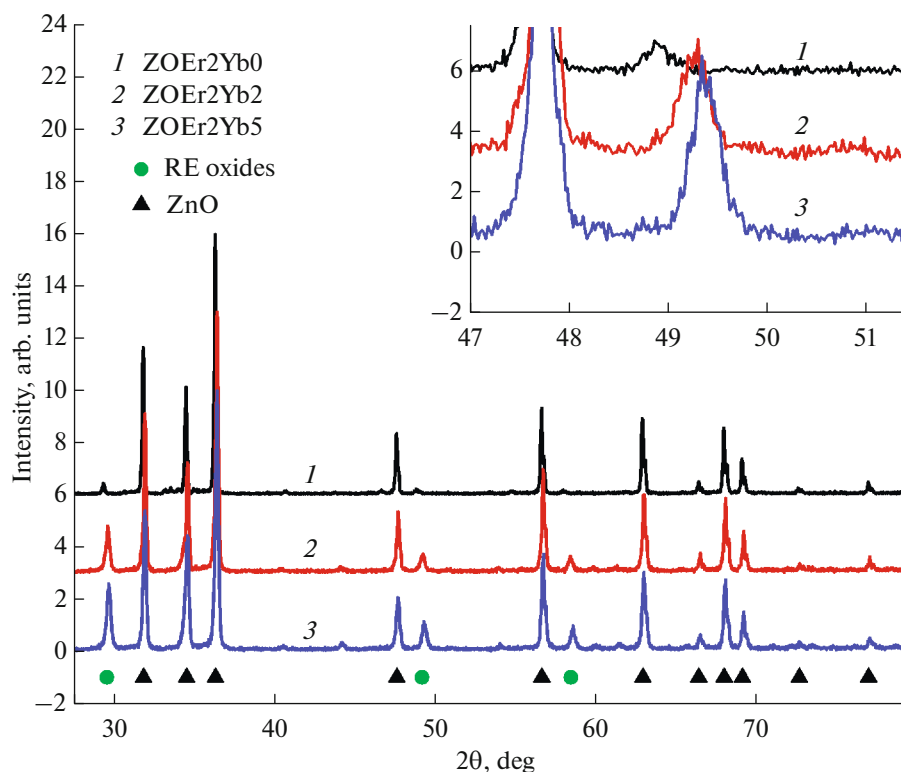 24
22
20
18
16
14
12
10
8
6
4
2
0
−2
Intensity, arb. units
1 ZOEr2Yb0
2 ZOEr2Yb2
3 ZOEr2Yb5
RE oxides
ZnO
6
4
2
0
−2
1
2
3
47 48 49 50 51
1
2
3
30 40 50 60 70
2θ, deg